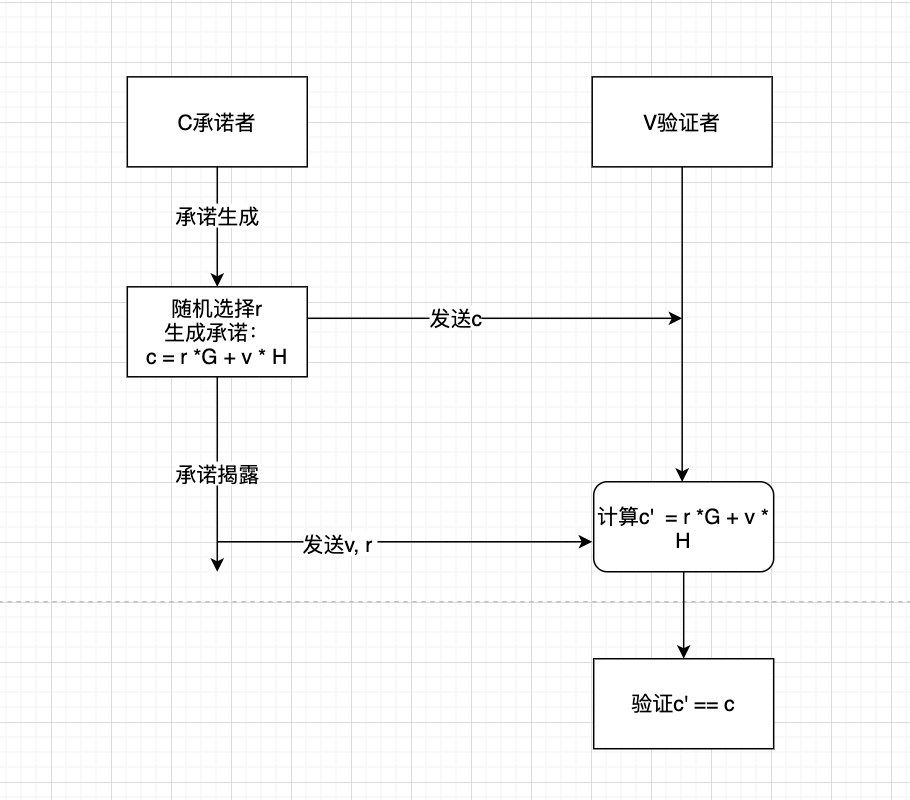 C承诺者
V验证者
承诺生成
随机选择r
生成承诺：
c = r *G + v * H
发送c
承诺揭露
计算c'  = r *G + v *
H
发送v, r
验证c' == c